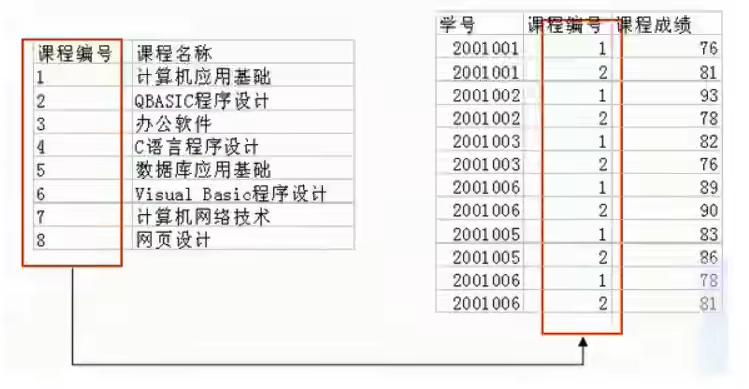 课程编号 课程名称
1 计算机应用基础
2 QBASIC程序设计
3 办公软件
4 C语言程序设计
5 数据库应用基础
6 Visual Basic程序设计
7 计算机网络技术
8 网页设计
学号 课程编号 课程成绩
2001001 1 76
2001001 2 81
2001002 1 93
2001002 2 78
2001003 1 82
2001003 2 76
2001006 1 89
2001006 2 90
2001005 1 83
2001005 2 86
2001006 1 78
2001006 2 81